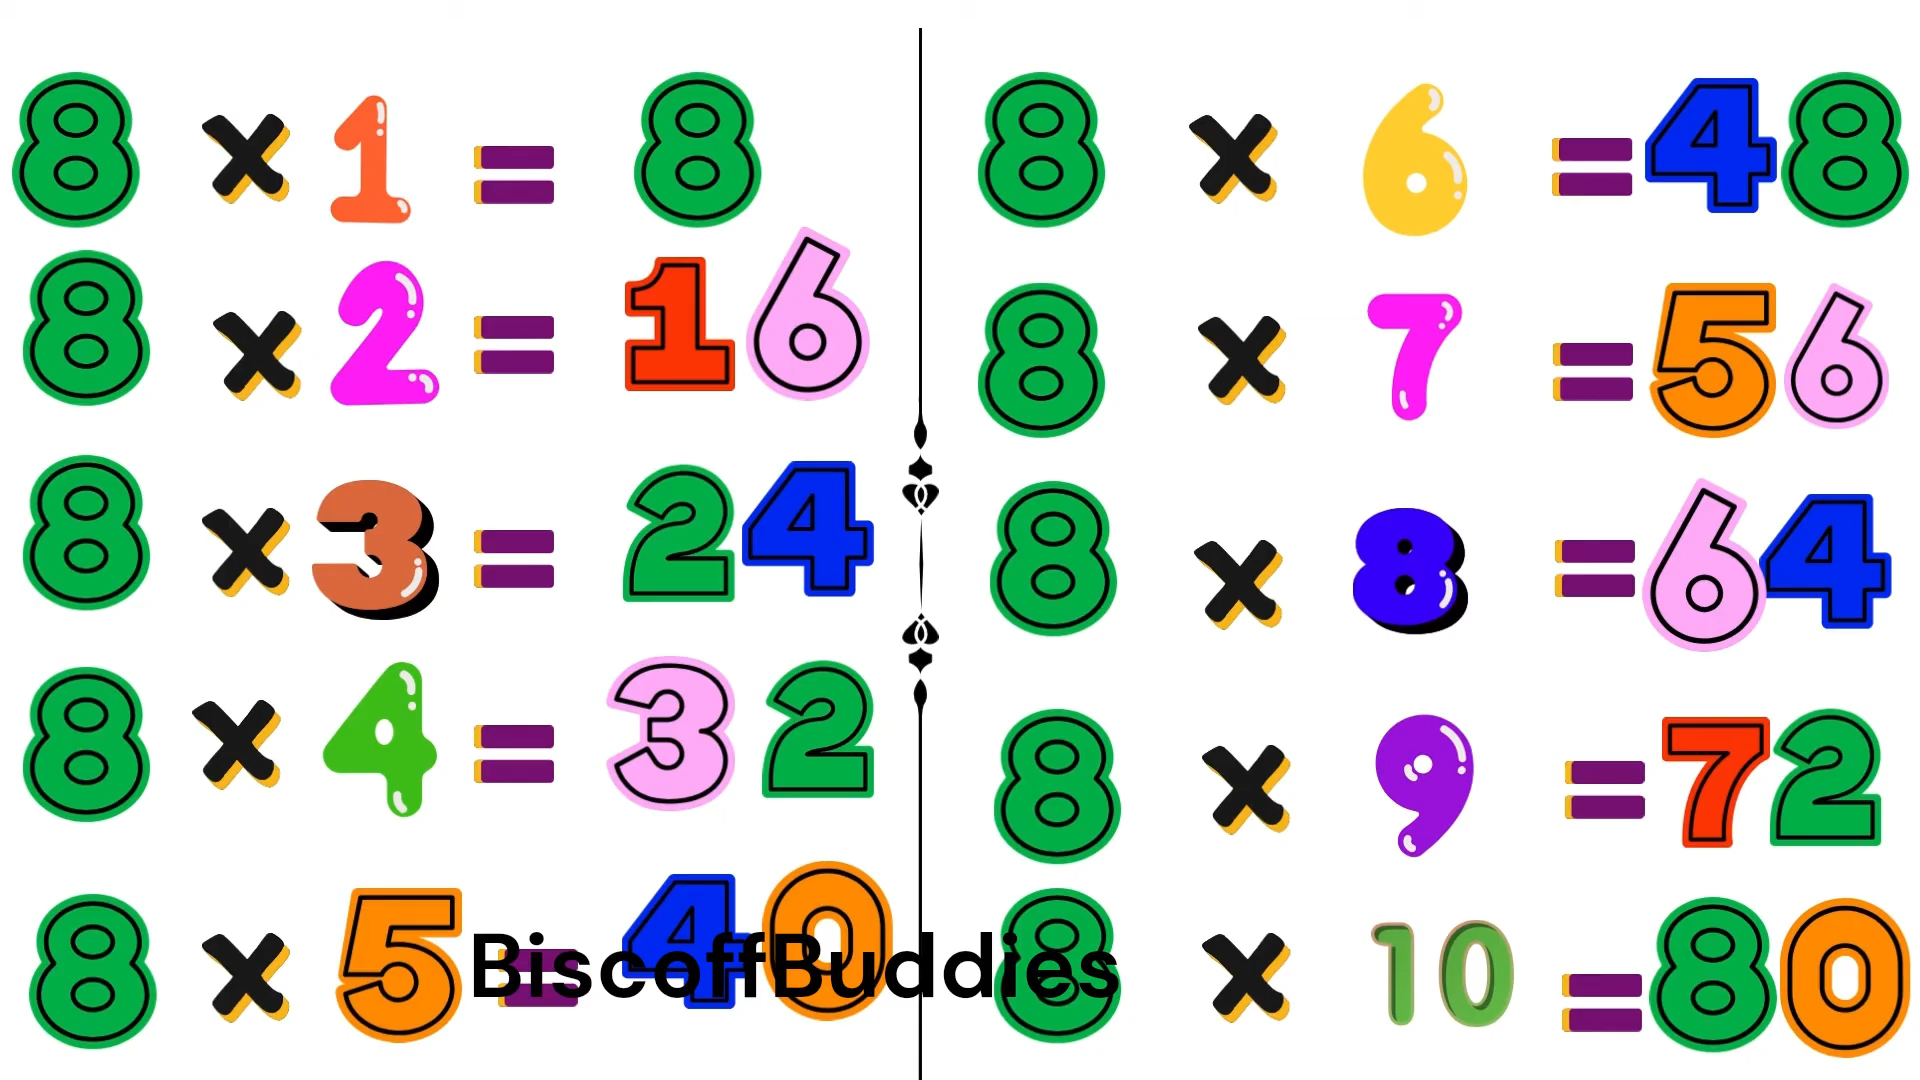 8 × 1 = 8
8 × 2 = 16
8 × 3 = 24
8 × 4 = 32
8 × 5 = 40
8 × 6 = 48
8 × 7 = 56
8 × 8 = 64
8 × 9 = 72
8 × 10 = 80
BiscoffBuddies